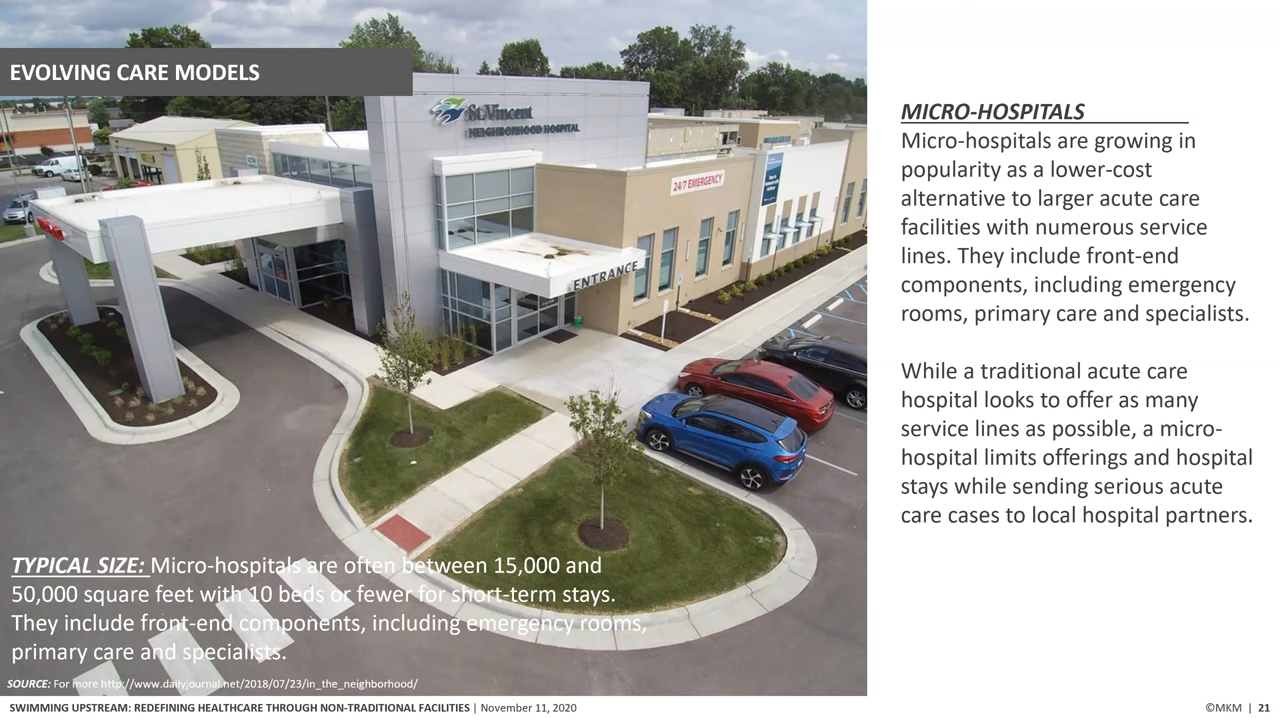 EVOLVING CARE MODELS
St.Vincent
NEIGHBORHOOD HOSPITAL
24/7 EMERGENCY
ENTRANCE
TYPICAL SIZE: Micro-hospitals are often between 15,000 and
50,000 square feet with 10 beds or fewer for short-term stays.
They include front-end components, including emergency rooms,
primary care and specialists.
SOURCE: For more http://www.dailyjournal.net/2018/07/23/in_the_neighborhood/
MICRO-HOSPITALS
Micro-hospitals are growing in
popularity as a lower-cost
alternative to larger acute care
facilities with numerous service
lines. They include front-end
components, including emergency
rooms, primary care and specialists.
While a traditional acute care
hospital looks to offer as many
service lines as possible, a micro-
hospital limits offerings and hospital
stays while sending serious acute
care cases to local hospital partners.
SWIMMING UPSTREAM: REDEFINING HEALTHCARE THROUGH NON-TRADITIONAL FACILITIES | November 11, 2020
©MKM | 21